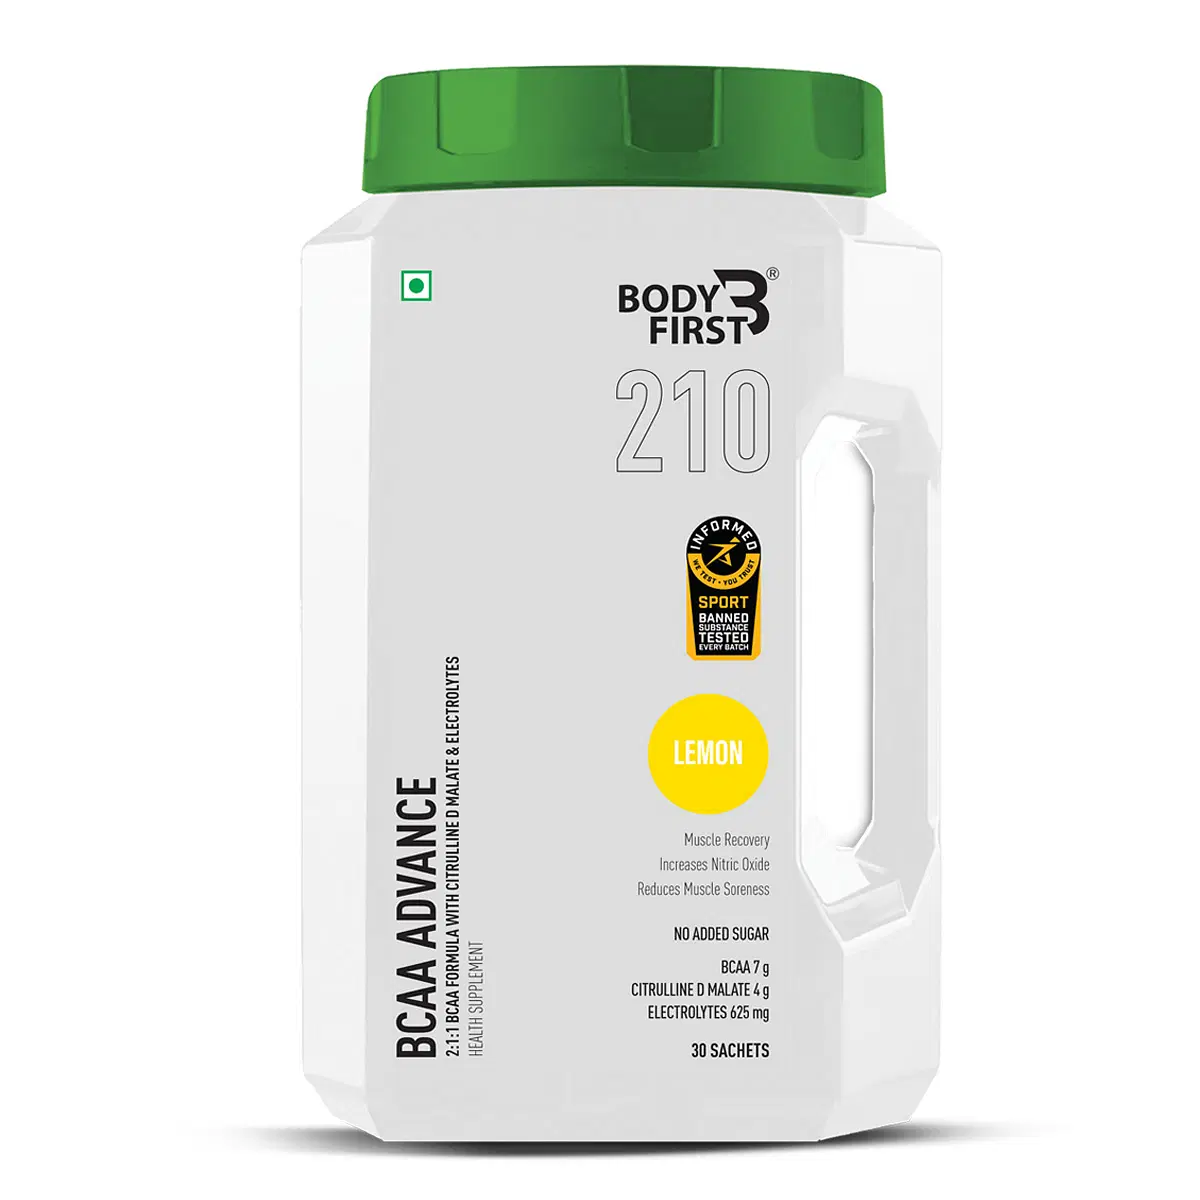 BODY
FIRST
®
210
INFORMED
WE TEST • YOU TRUST
SPORT
BANNED
SUBSTANCE
TESTED
EVERY BATCH
LEMON
Muscle Recovery
Increases Nitric Oxide
Reduces Muscle Soreness
NO ADDED SUGAR
BCAA 7 g
CITRULLINE D MALATE 4 g
ELECTROLYTES 625 mg
30 SACHETS
BCAA ADVANCE
2:1:1 BCAA FORMULA WITH CITRULLINE D MALATE & ELECTROLYTES
HEALTH SUPPLEMENT